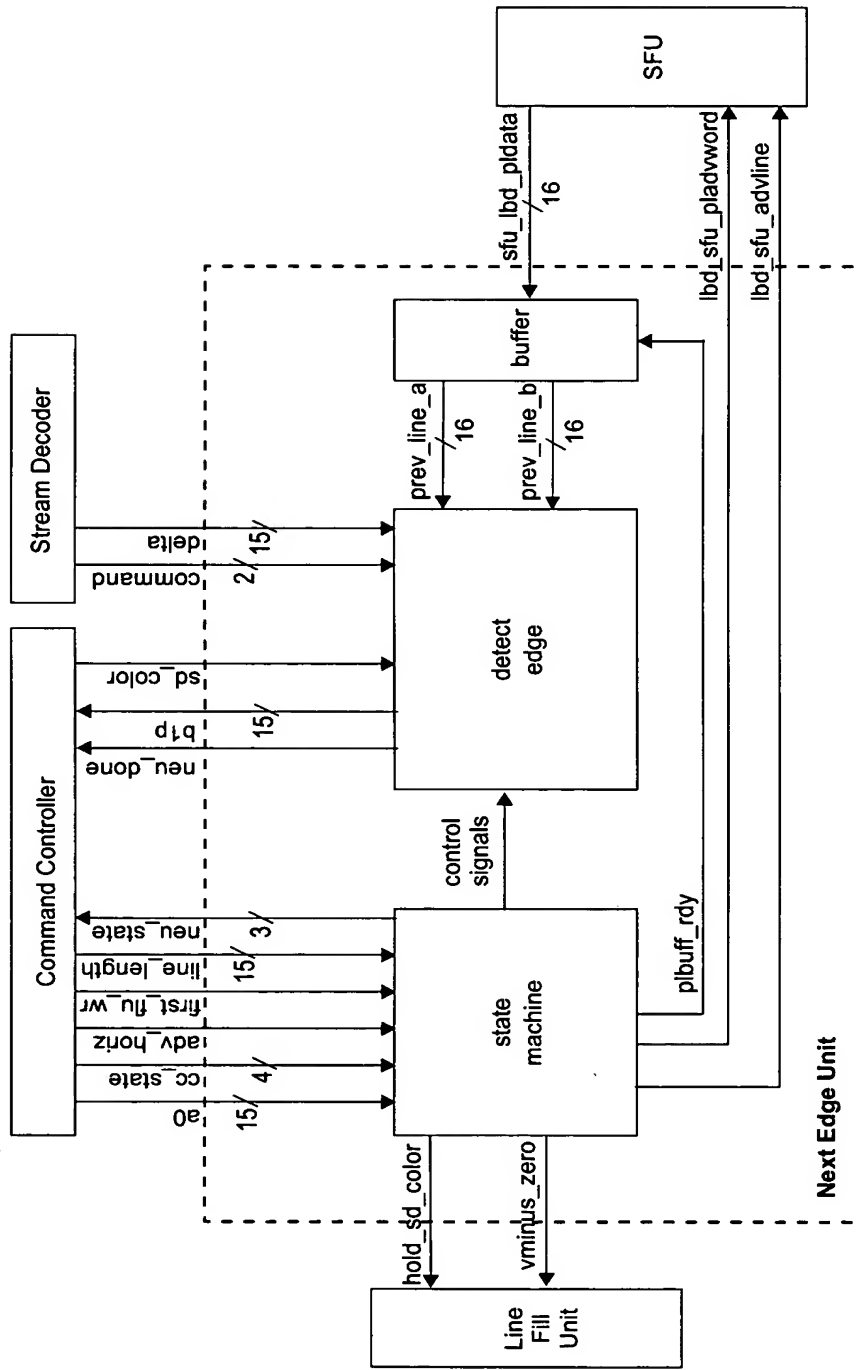 Command Controller
Stream Decoder
a0
15
cc_state
4
adv_horiz
first_flu_wr
line_length
15
neu_state
3
neu_done
b1p
15
sd_color
command
2
delta
15
state
machine
control
signals
detect
edge
prev_line_a
16
prev_line_b
16
buffer
sfu_lbd_pldata
16
SFU
plbuff_rdy
lbd_sfu_pladvword
lbd_sfu_advline
hold_sd_color
vminus_zero
Line
Fill
Unit
Next Edge Unit